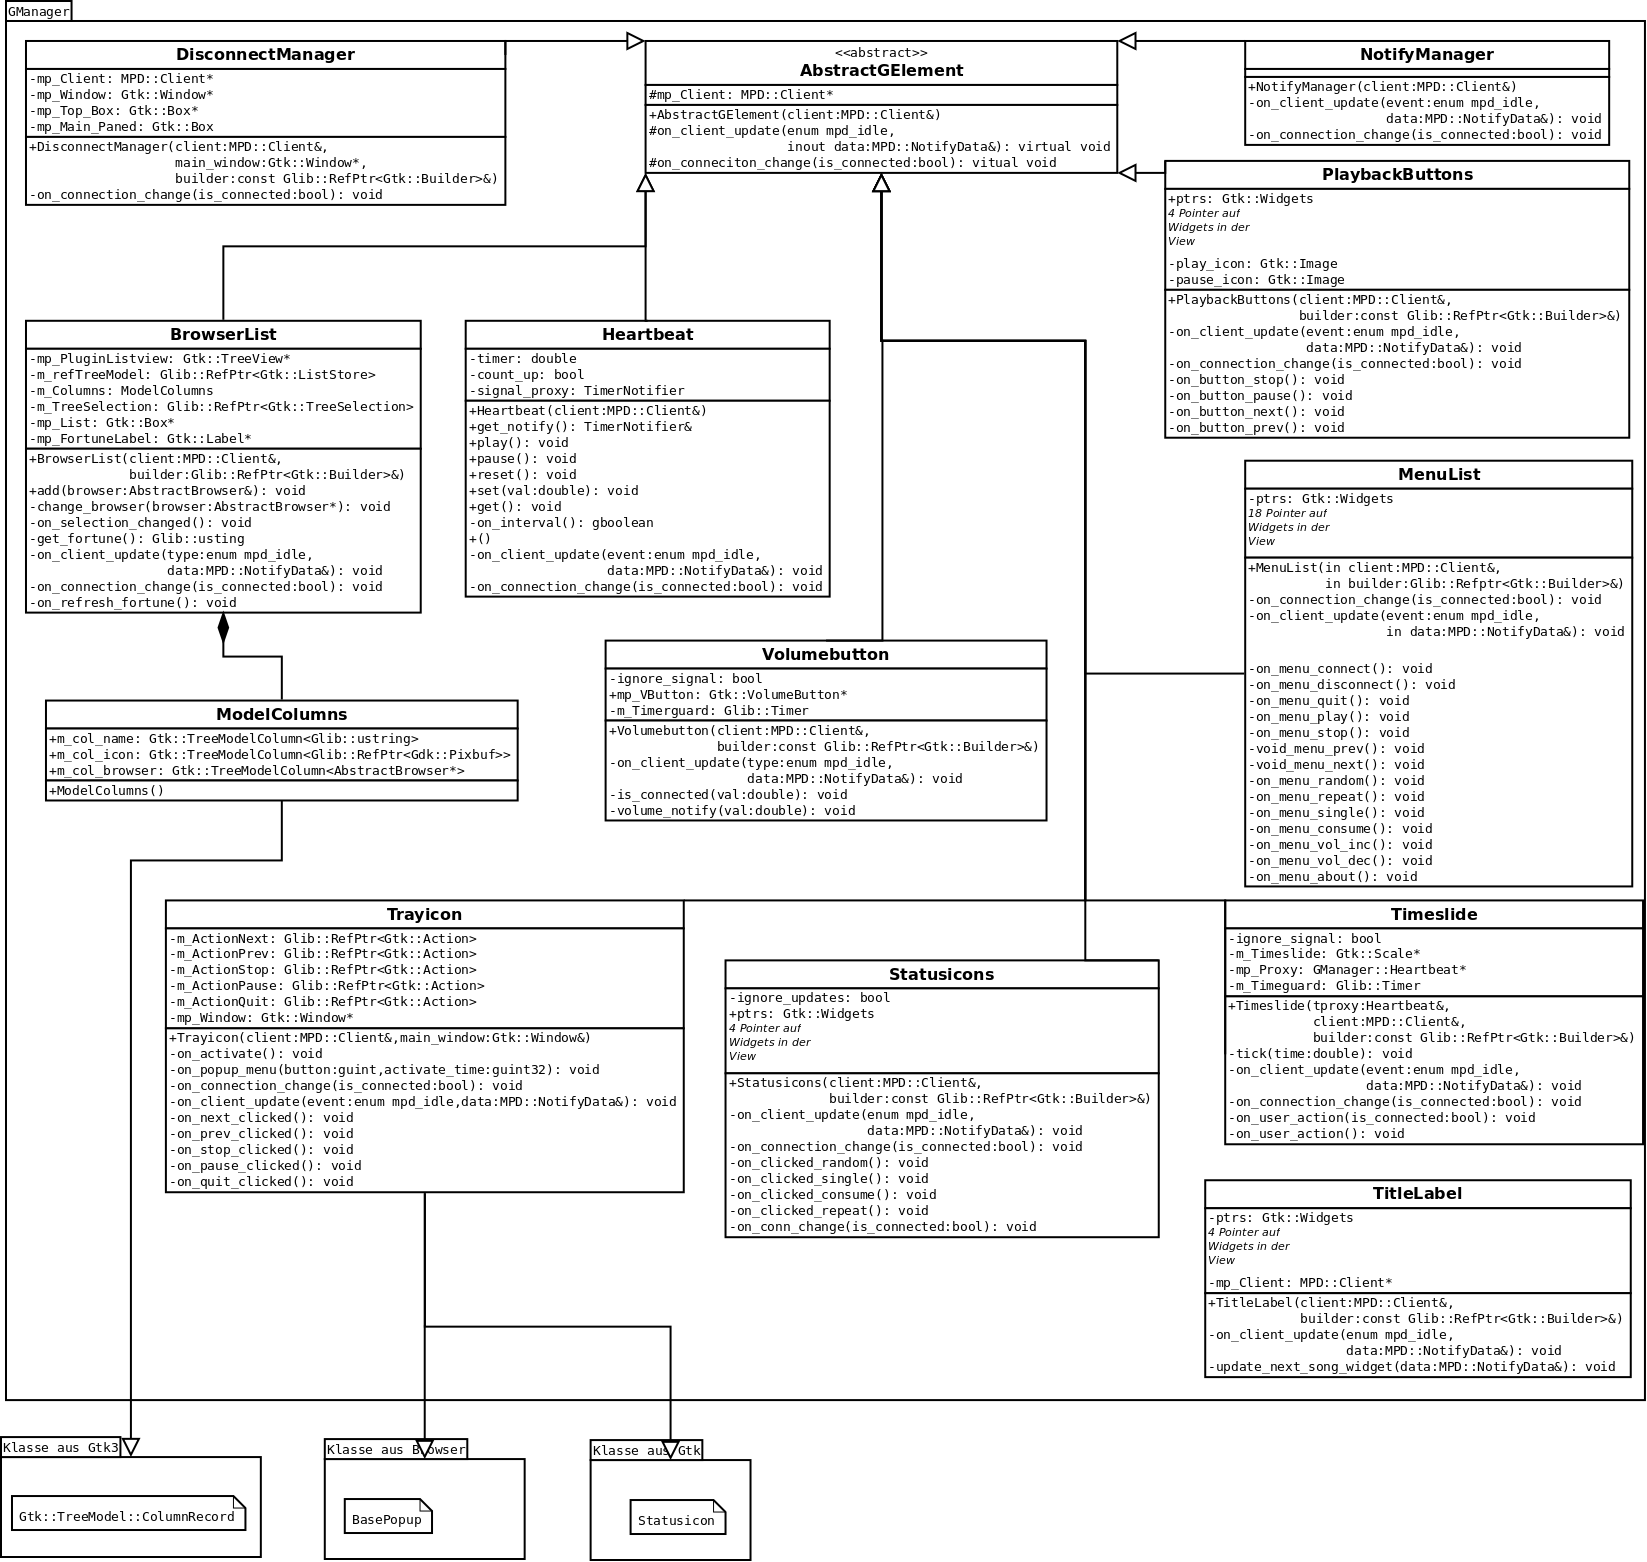 GManager
DisconnectManager
-mp_Client: MPD::Client*
-mp_Window: Gtk::Window*
-mp_Top_Box: Gtk::Box*
-mp_Main_Paned: Gtk::Box
+DisconnectManager(client:MPD::Client&,
main_window:Gtk::Window*,
builder:const Glib::RefPtr<Gtk::Builder>&)
-on_connection_change(is_connected:bool): void
<<abstract>>
AbstractGElement
#mp_Client: MPD::Client*
+AbstractGElement(client:MPD::Client&)
#on_client_update(enum mpd_idle,
inout data:MPD::NotifyData&): virtual void
#on_conneciton_change(is_connected:bool): vitual void
NotifyManager
+NotifyManager(client:MPD::Client&)
-on_client_update(event:enum mpd_idle,
data:MPD::NotifyData&): void
-on_connection_change(is_connected:bool): void
PlaybackButtons
+ptrs: Gtk::Widgets
4 Pointer auf
Widgets in der
View
-play_icon: Gtk::Image
-pause_icon: Gtk::Image
+PlaybackButtons(client:MPD::Client&,
builder:const Glib::RefPtr<Gtk::Builder>&)
-on_client_update(event:enum mpd_idle,
data:MPD::NotifyData&): void
-on_connection_change(is_connected:bool): void
-on_button_stop(): void
-on_button_pause(): void
-on_button_next(): void
-on_button_prev(): void
BrowserList
-mp_PluginListview: Gtk::TreeView*
-m_refTreeModel: Glib::RefPtr<Gtk::ListStore>
-m_Columns: ModelColumns
-m_TreeSelection: Glib::RefPtr<Gtk::TreeSelection>
-mp_List: Gtk::Box*
-mp_FortuneLabel: Gtk::Label*
+BrowserList(client:MPD::Client&,
builder:Glib::RefPtr<Gtk::Builder>&)
+add(browser:AbstractBrowser&): void
-change_browser(browser:AbstractBrowser*): void
-on_selection_changed(): void
-get_fortune(): Glib::usting
-on_client_update(type:enum mpd_idle,
data:MPD::NotifyData&): void
-on_connection_change(is_connected:bool): void
-on_refresh_fortune(): void
Heartbeat
-timer: double
-count_up: bool
-signal_proxy: TimerNotifier
+Heartbeat(client:MPD::Client&)
+get_notify(): TimerNotifier&
+play(): void
+pause(): void
+reset(): void
+set(val:double): void
+get(): void
-on_interval(): gboolean
+()
-on_client_update(event:enum mpd_idle,
data:MPD::NotifyData&): void
-on_connection_change(is_connected:bool): void
MenuList
-ptrs: Gtk::Widgets
18 Pointer auf
Widgets in der
View
+MenuList(in client:MPD::Client&,
in builder:Glib::Refptr<Gtk::Builder>&)
-on_connection_change(is_connected:bool): void
-on_client_update(event:enum mpd_idle,
in data:MPD::NotifyData&): void
-on_menu_connect(): void
-on_menu_disconnect(): void
-on_menu_quit(): void
-on_menu_play(): void
-on_menu_stop(): void
-void_menu_prev(): void
-void_menu_next(): void
-on_menu_random(): void
-on_menu_repeat(): void
-on_menu_single(): void
-on_menu_consume(): void
-on_menu_vol_inc(): void
-on_menu_vol_dec(): void
-on_menu_about(): void
Volumebutton
-ignore_signal: bool
+mp_VButton: Gtk::VolumeButton*
-m_Timerguard: Glib::Timer
+Volumebutton(client:MPD::Client&,
builder:const Glib::RefPtr<Gtk::Builder>&)
-on_client_update(type:enum mpd_idle,
data:MPD::NotifyData&): void
-is_connected(val:double): void
-volume_notify(val:double): void
ModelColumns
+m_col_name: Gtk::TreeModelColumn<Glib::ustring>
+m_col_icon: Gtk::TreeModelColumn<Glib::RefPtr<Gdk::Pixbuf>>
+m_col_browser: Gtk::TreeModelColumn<AbstractBrowser*>
+ModelColumns()
Trayicon
-m_ActionNext: Glib::RefPtr<Gtk::Action>
-m_ActionPrev: Glib::RefPtr<Gtk::Action>
-m_ActionStop: Glib::RefPtr<Gtk::Action>
-m_ActionPause: Glib::RefPtr<Gtk::Action>
-m_ActionQuit: Glib::RefPtr<Gtk::Action>
-mp_Window: Gtk::Window*
+Trayicon(client:MPD::Client&,main_window:Gtk::Window&)
-on_activate(): void
-on_popup_menu(button:guint,activate_time:guint32): void
-on_connection_change(is_connected:bool): void
-on_client_update(event:enum mpd_idle,data:MPD::NotifyData&): void
-on_next_clicked(): void
-on_prev_clicked(): void
-on_stop_clicked(): void
-on_pause_clicked(): void
-on_quit_clicked(): void
Statusicons
-ignore_updates: bool
+ptrs: Gtk::Widgets
4 Pointer auf
Widgets in der
View
+Statusicons(client:MPD::Client&,
builder:const Glib::RefPtr<Gtk::Builder>&)
-on_client_update(enum mpd_idle,
data:MPD::NotifyData&): void
-on_connection_change(is_connected:bool): void
-on_clicked_random(): void
-on_clicked_single(): void
-on_clicked_consume(): void
-on_clicked_repeat(): void
-on_conn_change(is_connected:bool): void
Timeslide
-ignore_signal: bool
-m_Timeslide: Gtk::Scale*
-mp_Proxy: GManager::Heartbeat*
-m_Timeguard: Glib::Timer
+Timeslide(tproxy:Heartbeat&,
client:MPD::Client&,
builder:const Glib::RefPtr<Gtk::Builder>&)
-tick(time:double): void
-on_client_update(event:enum mpd_idle,
data:MPD::NotifyData&): void
-on_connection_change(is_connected:bool): void
-on_user_action(is_connected:bool): void
-on_user_action(): void
TitleLabel
-ptrs: Gtk::Widgets
4 Pointer auf
Widgets in der
View
-mp_Client: MPD::Client*
+TitleLabel(client:MPD::Client&,
builder:const Glib::RefPtr<Gtk::Builder>&)
-on_client_update(enum mpd_idle,
data:MPD::NotifyData&): void
-update_next_song_widget(data:MPD::NotifyData&): void
Klasse aus Gtk3
Gtk::TreeModel::ColumnRecord
Klasse aus Browser
BasePopup
Klasse aus Gtk
Statusicon